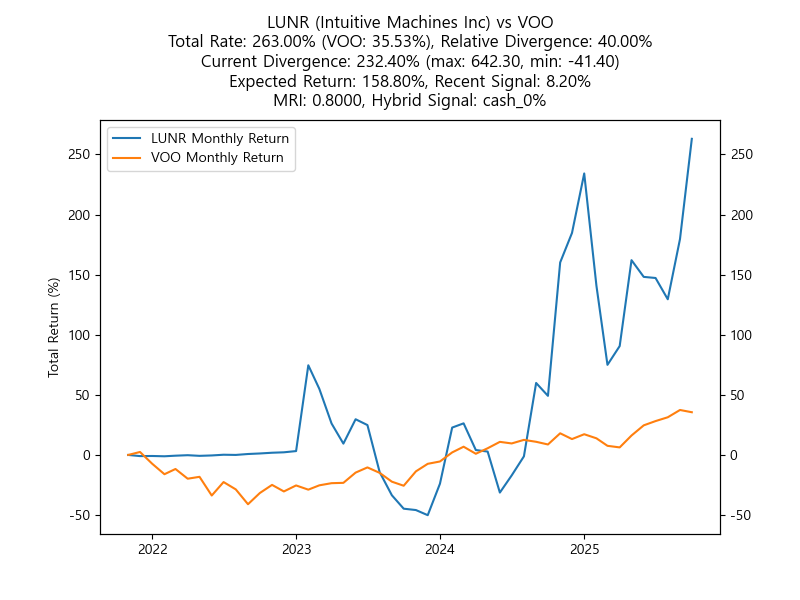 LUNR (Intuitive Machines Inc) vs VOO
Total Rate: 263.00% (VOO: 35.53%), Relative Divergence: 40.00%
Current Divergence: 232.40% (max: 642.30, min: -41.40)
Expected Return: 158.80%, Recent Signal: 8.20%
MRI: 0.8000, Hybrid Signal: cash_0%
LUNR Monthly Return
VOO Monthly Return
Total Return (%)
250
200
150
100
50
0
-50
250
200
150
100
50
0
-50
2022 2023 2024 2025